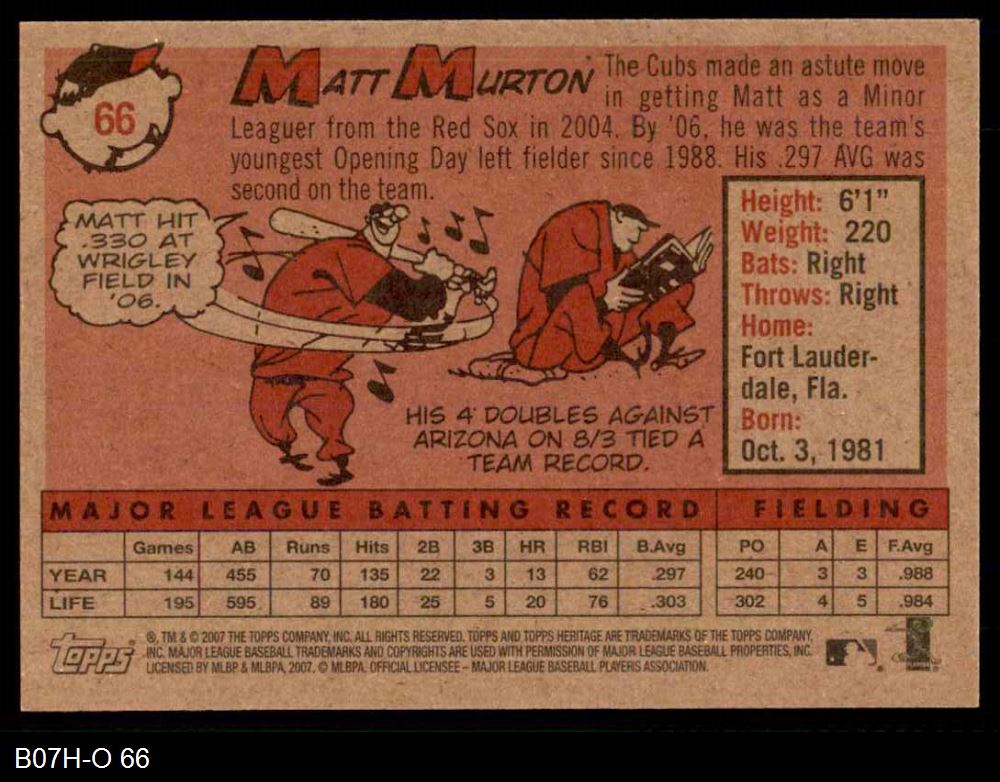 66
MATT MURTON The Cubs made an astute move
in getting Matt as a Minor
Leaguer from the Red Sox in 2004. By '06, he was the team's
youngest Opening Day left fielder since 1988. His .297 AVG was
second on the team.
MATT HIT
.330 AT
WRIGLEY
FIELD IN
'06.
HIS 4 DOUBLES AGAINST
ARIZONA ON 8/3 TIED A
TEAM RECORD.
Height: 6'1"
Weight: 220
Bats: Right
Throws: Right
Home:
Fort Lauder-
dale, Fla.
Born:
Oct. 3, 1981
MAJOR LEAGUE BATTING RECORD FIELDING
Games AB Runs Hits 2B 3B HR RBI B.Avg PO A E F.Avg
YEAR 144 455 70 135 22 3 13 62 .297 240 3 3 .988
LIFE 195 595 89 180 25 5 20 76 .303 302 4 5 .984
Topps
®, TM & © 2007 THE TOPPS COMPANY, INC. ALL RIGHTS RESERVED. TOPPS AND TOPPS HERITAGE ARE TRADEMARKS OF THE TOPPS COMPANY,
INC. MAJOR LEAGUE BASEBALL TRADEMARKS AND COPYRIGHTS ARE USED WITH PERMISSION OF MAJOR LEAGUE BASEBALL PROPERTIES, INC.
LICENSED BY MLBP & MLBPA, 2007. © MLBPA. OFFICIAL LICENSEE – MAJOR LEAGUE BASEBALL PLAYERS ASSOCIATION.
B07H-O 66